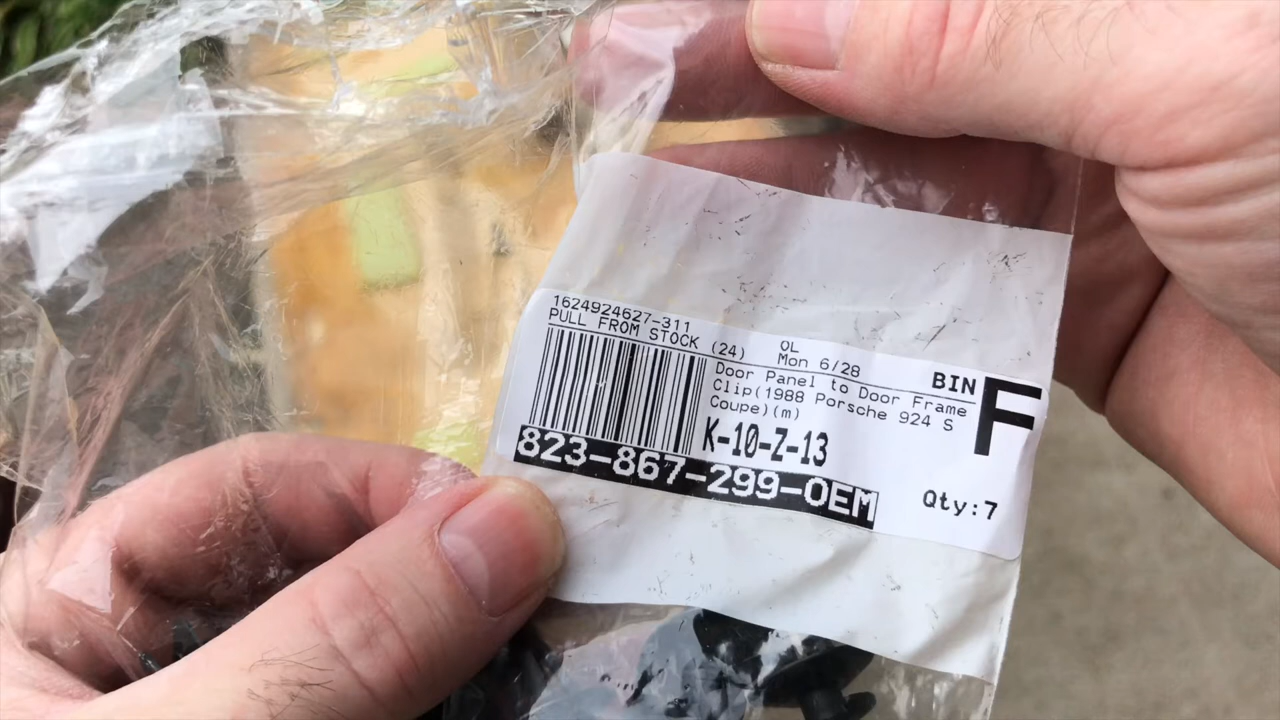 1624924627-311
PULL FROM STOCK (24)
OL
Mon 6/28
BIN
F
Door Panel to Door Frame
Clip(1988 Porsche 924 S
Coupe)(m)
K-10-Z-13
823-867-299-OEM
Qty:7